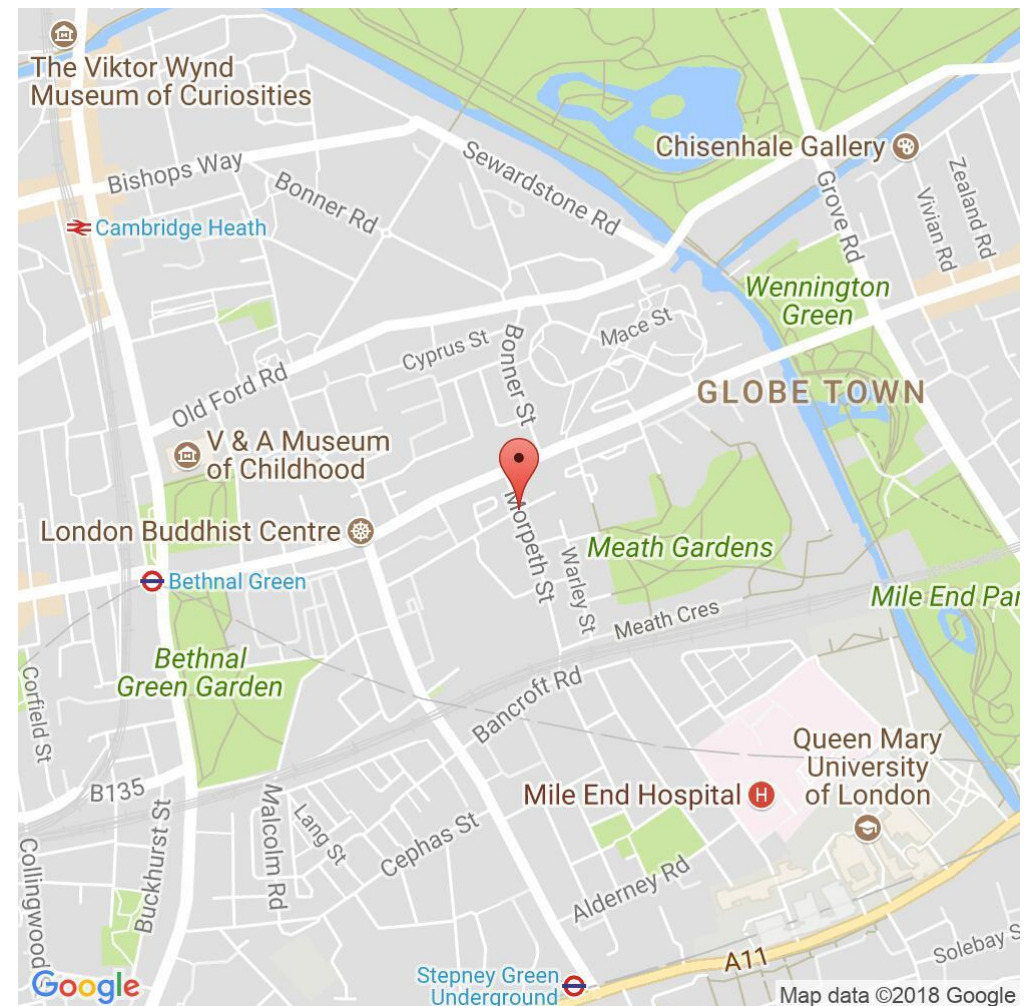 The Viktor Wynd
Museum of Curiosities
Bishops Way
Bonner Rd
Sewardstone Rd
Chisenhale Gallery
Grove Rd
Vivian Rd
Zealand Rd
Cambridge Heath
Wennington
Green
Mace St
Cyprus St
Bonner St
Old Ford Rd
GLOBE TOWN
V & A Museum
of Childhood
London Buddhist Centre
Morpeth St
Warley St
Meath Gardens
Bethnal Green
Mile End Par
Meath Cres
Bethnal
Green Garden
Corfield St
Bancroft Rd
Queen Mary
University
of London
B135
Mile End Hospital
H
Buckhurst St
Malcolm Rd
Lang St
Cephas St
Collingwood
Alderney Rd
A11
Solebay S
Stepney Green
Underground
Google
Map data ©2018 Google